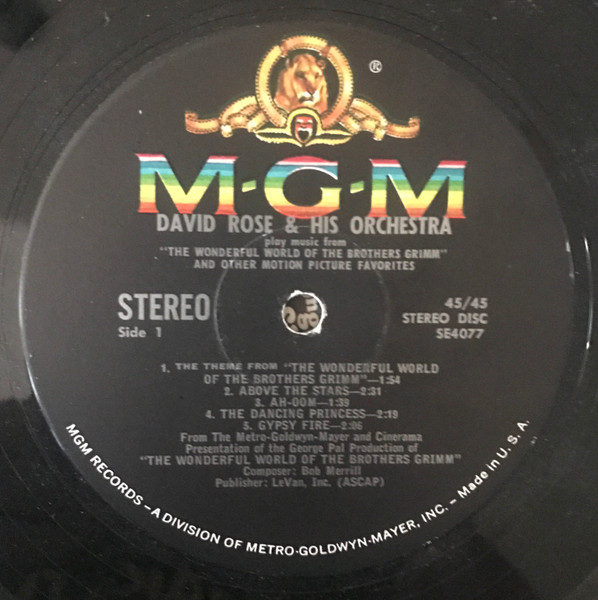 ®
M-G-M
DAVID ROSE & HIS ORCHESTRA
play music from
"THE WONDERFUL WORLD OF THE BROTHERS GRIMM"
AND OTHER MOTION PICTURE FAVORITES
STEREO
Side 1
45/45
STEREO DISC
SE4077
1. THE THEME FROM "THE WONDERFUL WORLD
OF THE BROTHERS GRIMM"—1:54
2. ABOVE THE STARS—2:31
3. AH-OOM—1:39
4. THE DANCING PRINCESS—2:19
5. GYPSY FIRE—2:06
From The Metro-Goldwyn-Mayer and Cinerama
Presentation of the George Pal Production of
"THE WONDERFUL WORLD OF THE BROTHERS GRIMM"
Composer: Bob Merrill
Publisher: LeVan, Inc. (ASCAP)
MGM RECORDS – A DIVISION OF METRO-GOLDWYN-MAYER, INC. – Made in U. S. A.